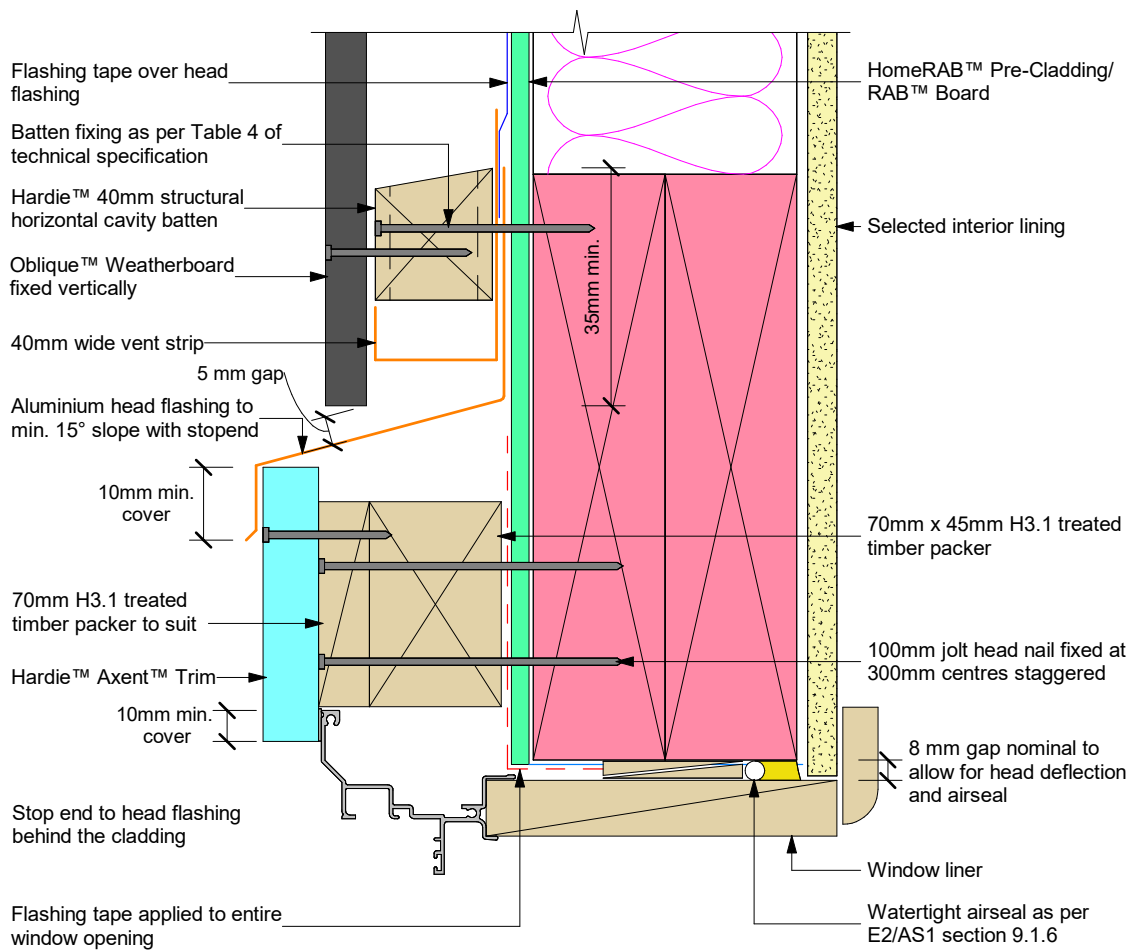 Flashing tape over head
flashing
Batten fixing as per Table 4 of
technical specification
Hardie™ 40mm structural
horizontal cavity batten
Oblique™ Weatherboard
fixed vertically
40mm wide vent strip
5 mm gap
Aluminium head flashing to
min. 15° slope with stopend
10mm min.
cover
70mm H3.1 treated
timber packer to suit
Hardie™ Axent™ Trim
10mm min.
cover
Stop end to head flashing
behind the cladding
Flashing tape applied to entire
window opening
35mm min.
HomeRAB™ Pre-Cladding/
RAB™ Board
Selected interior lining
70mm x 45mm H3.1 treated
timber packer
100mm jolt head nail fixed at
300mm centres staggered
8 mm gap nominal to
allow for head deflection
and airseal
Window liner
Watertight airseal as per
E2/AS1 section 9.1.6